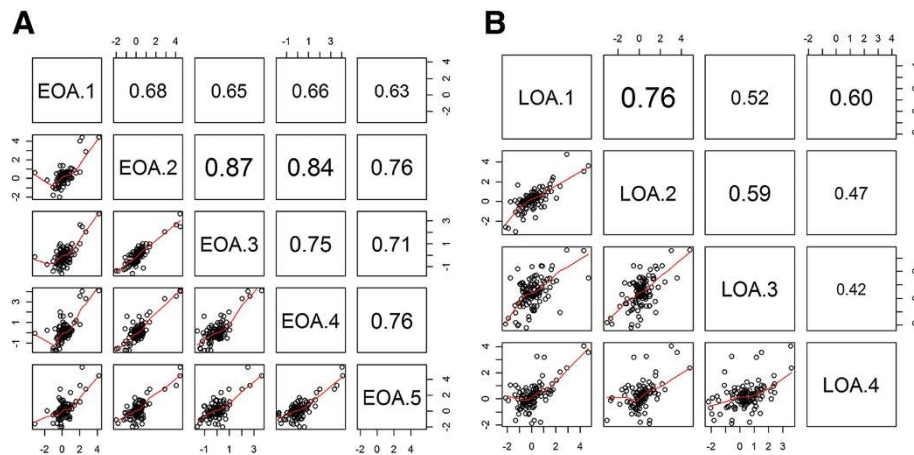 A
B
-2 0 2 4
-1 1 3
-2 0 2 4
-2 0 2 4
EOA.1
0.68
0.65
0.66
0.63
-2 0 2 4
LOA.1
0.76
0.52
0.60
-2 0 2 4
EOA.2
0.87
0.84
0.76
-2 0 2 4
LOA.2
0.59
0.47
EOA.3
0.75
0.71
-1 1 3
LOA.3
0.42
-1 1 3
EOA.4
0.76
-2 0 2 4
LOA.4
EOA.5
-2 0 2 4
-2 0 2 4
-1 1 2 3
-2 0 2 4
-2 0 2 4
-2 0 1 2 3